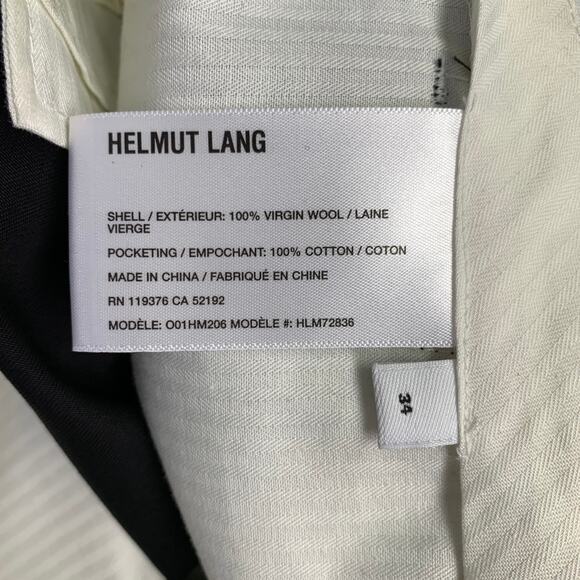 HELMUT LANG
SHELL / EXTÉRIEUR: 100% VIRGIN WOOL / LAINE
VIERGE
POCKETING / EMPOCHANT: 100% COTTON / COTON
MADE IN CHINA / FABRIQUÉ EN CHINE
RN 119376 CA 52192
MODÈLE: O01HM206 MODÈLE #: HLM72836
34